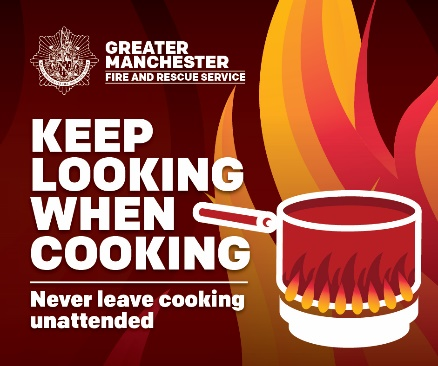 GREATER
MANCHESTER
FIRE AND RESCUE SERVICE
KEEP
LOOKING
WHEN
COOKING
Never leave cooking
unattended